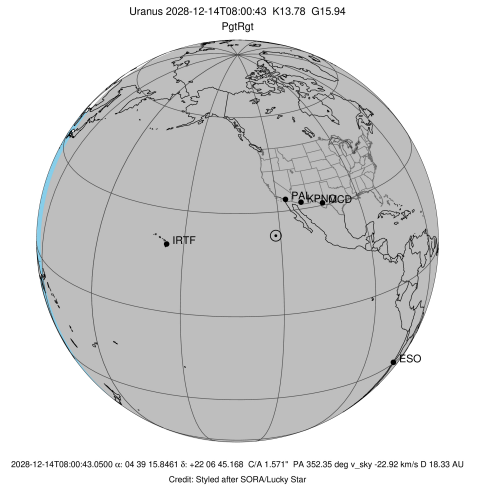 Uranus 2028-12-14T08:00:43 K13.78 G15.94
PgtRgt
PAL
KPNO
MCD
IRTF
ESO
2028-12-14T08:00:43.0500 α: 04 39 15.8461 δ: +22 06 45.168 C/A 1.571" PA 352.35 deg v_sky -22.92 km/s D 18.33 AU
Credit: Styled after SORA/Lucky Star